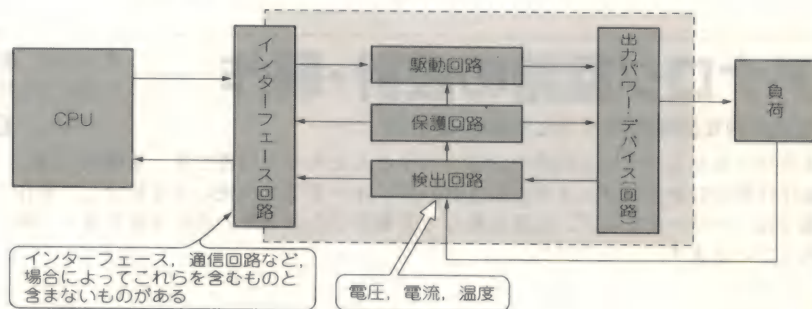 CPU
インターフェース回路
駆動回路
保護回路
検出回路
出力パワー・デバイス(回路)
負荷
インターフェース，通信回路など，
場合によってこれらを含むものと
含まないものがある
電圧，電流，温度